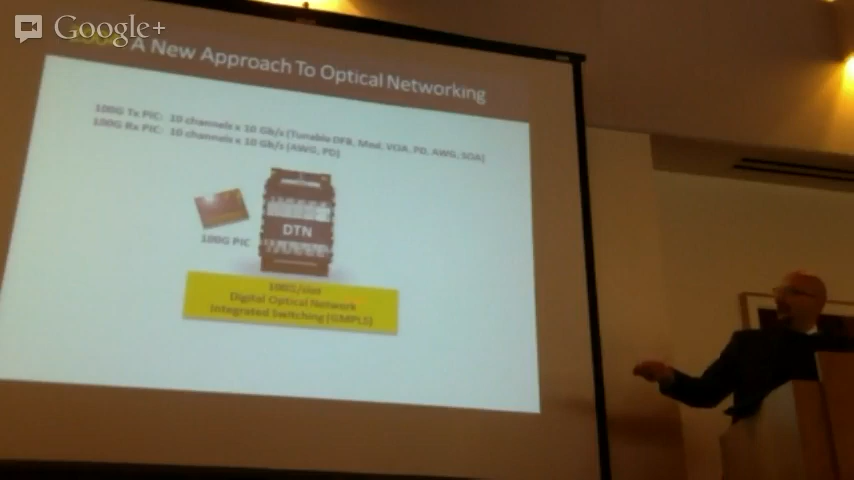 Google+
2004: A New Approach To Optical Networking
100G Tx PIC: 10 channels x 10 Gb/s (Tunable DFB, Mod, VOA, PD, AWG, SOA)
100G Rx PIC: 10 channels x 10 Gb/s (AWG, PD)
DTN
100G PIC
100G/slot
Digital Optical Network
Integrated Switching (GMPLS)